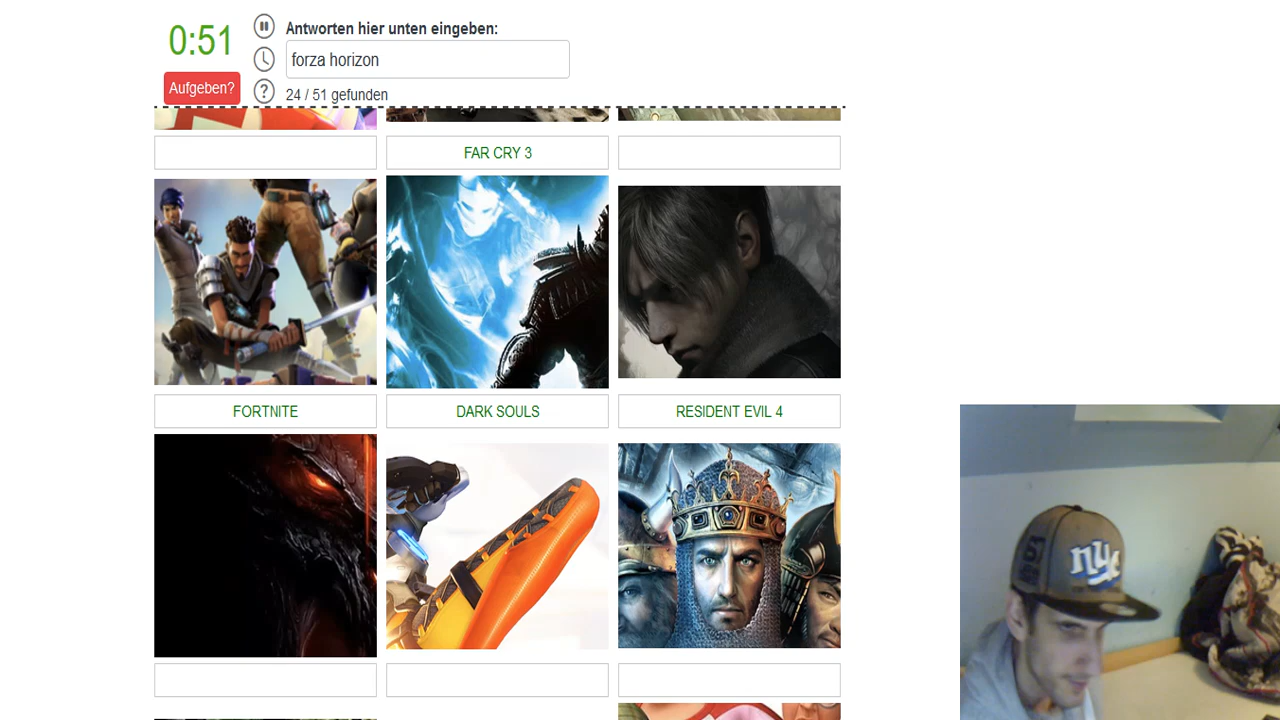 0:51
Antworten hier unten eingeben:
forza horizon
Aufgeben?
?
24 / 51 gefunden
FAR CRY 3
FORTNITE
DARK SOULS
RESIDENT EVIL 4
nyc